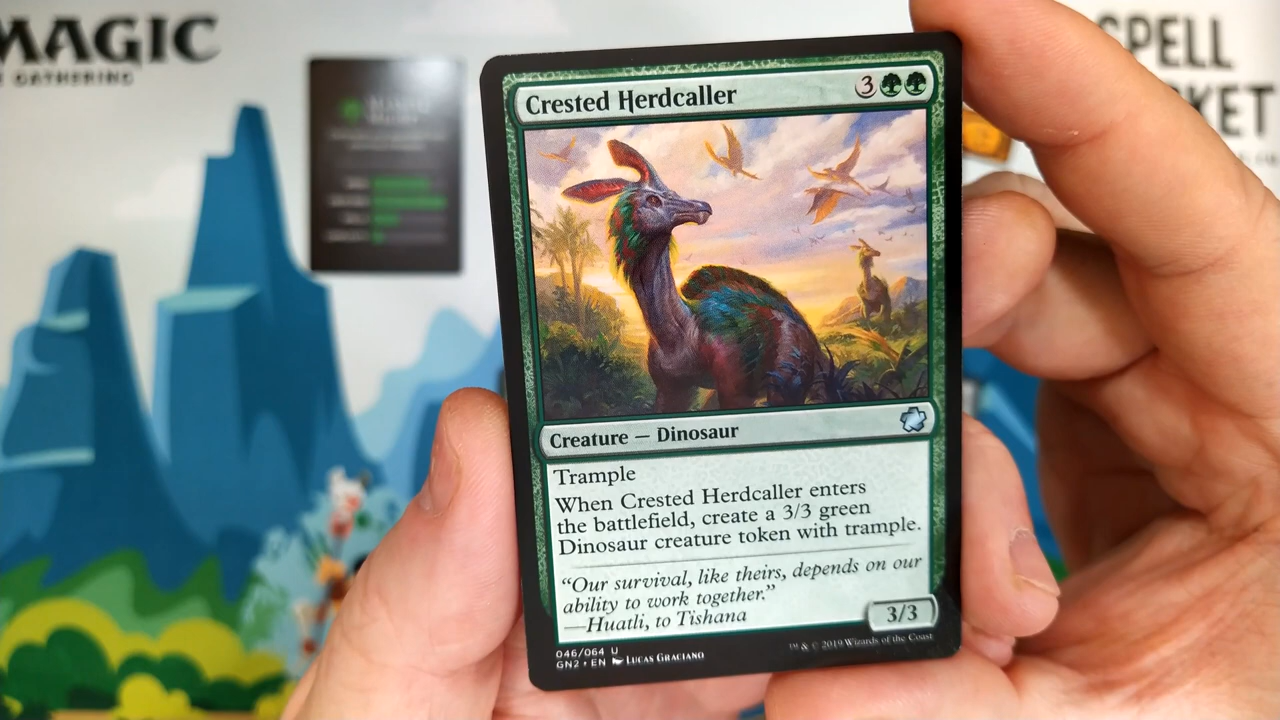 MAGIC
GATHERING
SPELL
Crested Herdcaller 3
Creature — Dinosaur
Trample
When Crested Herdcaller enters
the battlefield, create a 3/3 green
Dinosaur creature token with trample.
“Our survival, like theirs, depends on our
ability to work together.”
—Huatli, to Tishana
3/3
046/064 U
GN2 • EN LUCAS GRACIANO
™ & © 2019 Wizards of the Coast